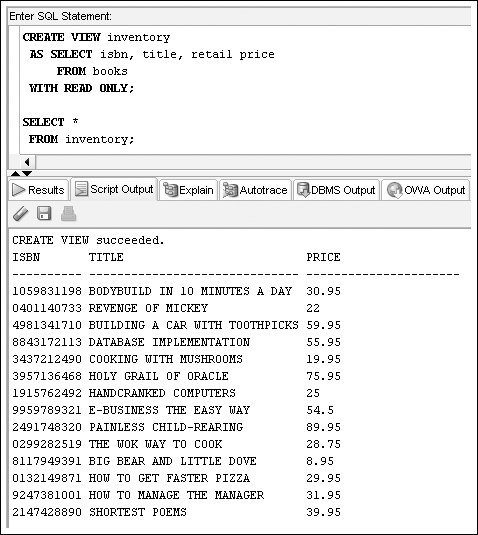 Enter SQL Statement:
CREATE VIEW inventory
AS SELECT isbn, title, retail price
FROM books
WITH READ ONLY;
SELECT *
FROM inventory;
Results Script Output Explain Autotrace DBMS Output OWA Output
CREATE VIEW succeeded.
ISBN TITLE PRICE
---------- ------------------------------ ----------------------
1059831198 BODYBUILD IN 10 MINUTES A DAY 30.95
0401140733 REVENGE OF MICKEY 22
4981341710 BUILDING A CAR WITH TOOTHPICKS 59.95
8843172113 DATABASE IMPLEMENTATION 55.95
3437212490 COOKING WITH MUSHROOMS 19.95
3957136468 HOLY GRAIL OF ORACLE 75.95
1915762492 HANDCRANKED COMPUTERS 25
9959789321 E-BUSINESS THE EASY WAY 54.5
2491748320 PAINLESS CHILD-REARING 89.95
0299282519 THE WOK WAY TO COOK 28.75
8117949391 BIG BEAR AND LITTLE DOVE 8.95
0132149871 HOW TO GET FASTER PIZZA 29.95
9247381001 HOW TO MANAGE THE MANAGER 31.95
2147428890 SHORTEST POEMS 39.95